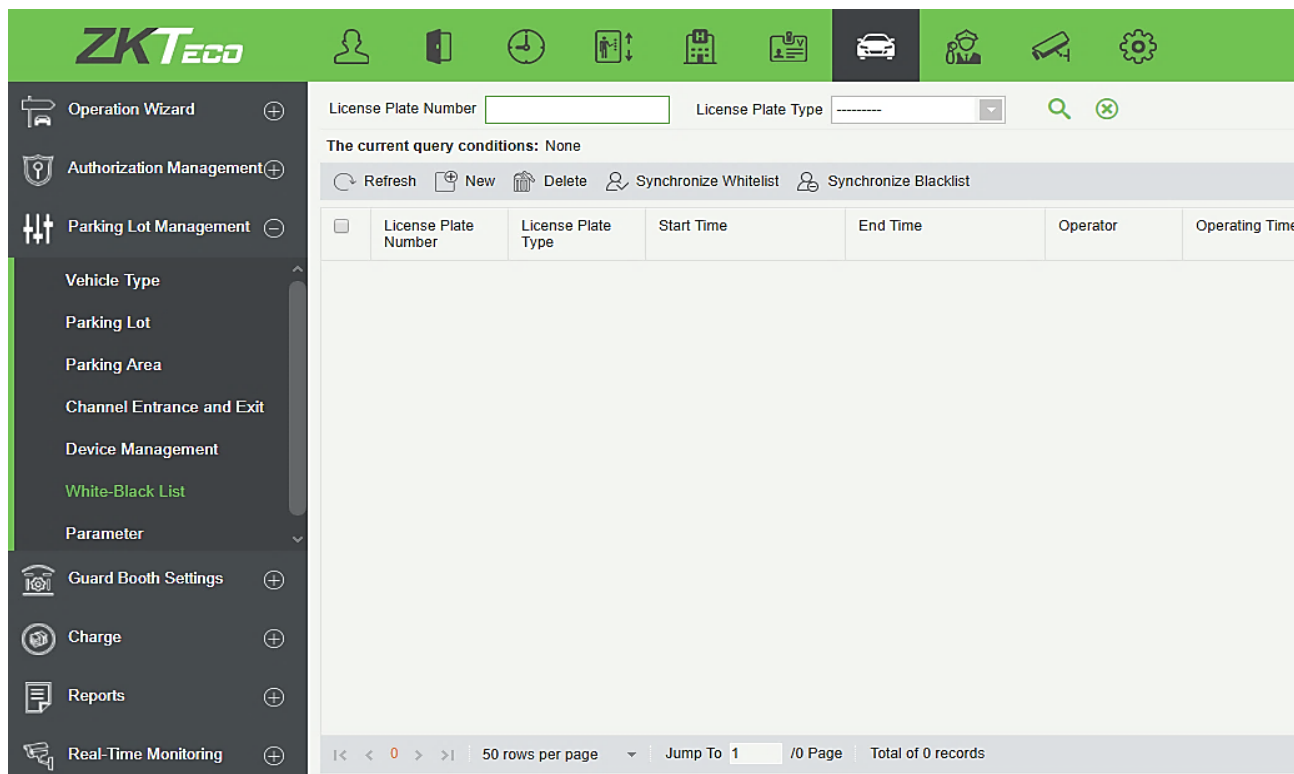 ZKTECO
H
Operation Wizard
Authorization Management
Parking Lot Management
Vehicle Type
Parking Lot
Parking Area
Channel Entrance and Exit
Device Management
White-Black List
Parameter
Guard Booth Settings
Charge
Reports
Real-Time Monitoring
License Plate Number License Plate Type ---------
The current query conditions: None
Refresh New Delete Synchronize Whitelist Synchronize Blacklist
License Plate Number License Plate Type Start Time End Time Operator Operating Time
|< < 0 > >| 50 rows per page Jump To 1 /0 Page Total of 0 records